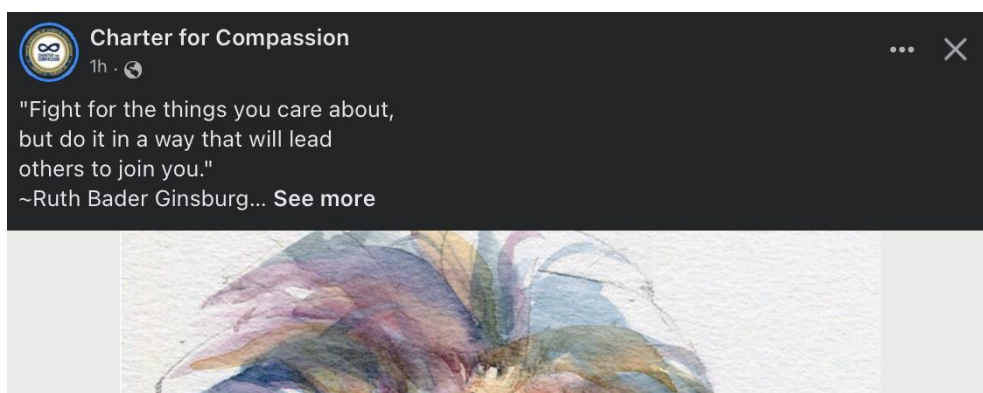 Charter for Compassion
1h ·
"Fight for the things you care about,
but do it in a way that will lead
others to join you."
~Ruth Bader Ginsburg... See more